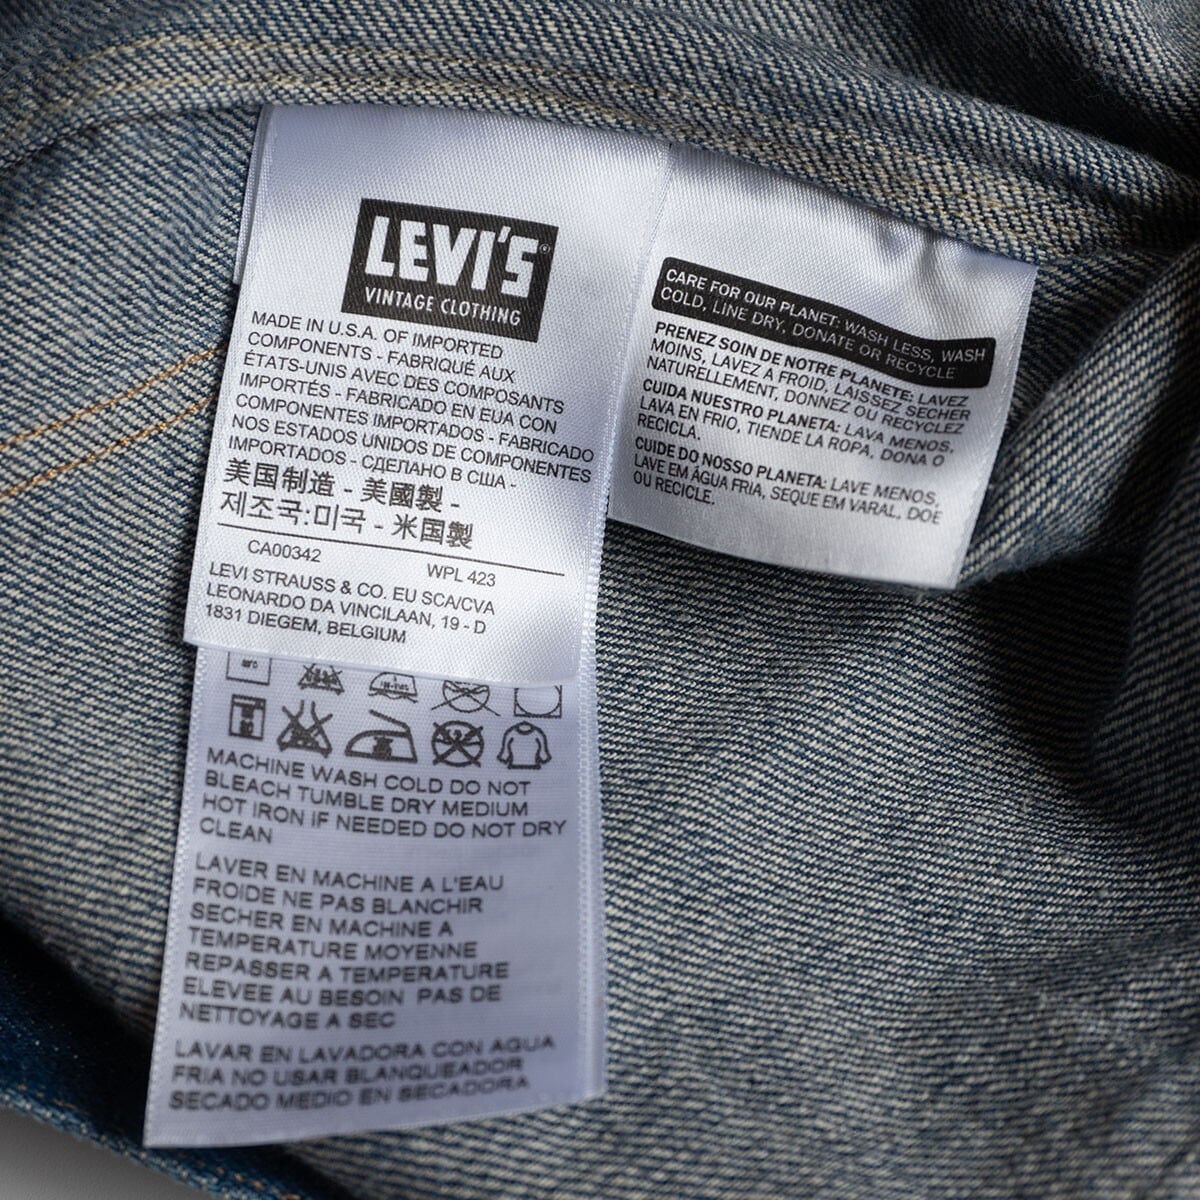 LEVI'S®
VINTAGE CLOTHING
MADE IN U.S.A. OF IMPORTED
COMPONENTS - FABRIQUÉ AUX
ÉTATS-UNIS AVEC DES COMPOSANTS
IMPORTÉS - FABRICADO EN EUA CON
COMPONENTES IMPORTADOS - FABRICADO
NOS ESTADOS UNIDOS DE COMPONENTES
IMPORTADOS - СДЕЛАНО В США -
美国制造 - 美國製 -
제조국:미국 - 米国製
CA00342 WPL 423
LEVI STRAUSS & CO. EU SCA/CVA
LEONARDO DA VINCILAAN, 19 - D
1831 DIEGEM, BELGIUM
MACHINE WASH COLD DO NOT
BLEACH TUMBLE DRY MEDIUM
HOT IRON IF NEEDED DO NOT DRY
CLEAN
LAVER EN MACHINE A L'EAU
FROIDE NE PAS BLANCHIR
SECHER EN MACHINE A
TEMPERATURE MOYENNE
REPASSER A TEMPERATURE
ELEVEE AU BESOIN PAS DE
NETTOYAGE A SEC
LAVAR EN LAVADORA CON AGUA
FRIA NO USAR BLANQUEADOR
SECADO MEDIO EN SECADORA
CARE FOR OUR PLANET: WASH LESS, WASH
COLD, LINE DRY, DONATE OR RECYCLE
PRENEZ SOIN DE NOTRE PLANETE: LAVEZ
MOINS, LAVEZ À FROID, LAISSEZ SECHER
NATURELLEMENT, DONNEZ OU RECYCLEZ
CUIDA NUESTRO PLANETA: LAVA MENOS,
LAVA EN FRIO, TIENDE LA ROPA, DONA O
RECICLA.
CUIDE DO NOSSO PLANETA: LAVE MENOS,
LAVE EM ÁGUA FRIA, SEQUE EM VARAL, DOE
OU RECICLE.